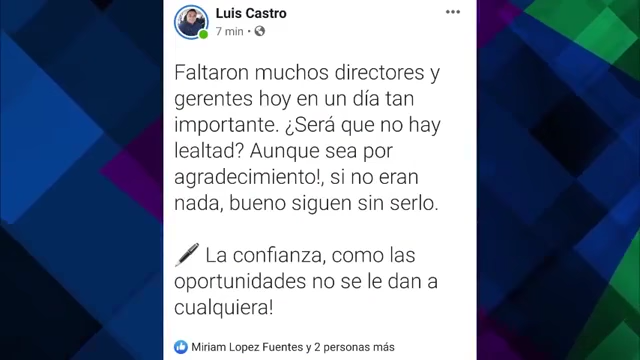 Luis Castro
7 min •
Faltaron muchos directores y
gerentes hoy en un día tan
importante. ¿Será que no hay
lealtad? Aunque sea por
agradecimiento!, si no eran
nada, bueno siguen sin serlo.
La confianza, como las
oportunidades no se le dan a
cualquiera!
Miriam Lopez Fuentes y 2 personas más